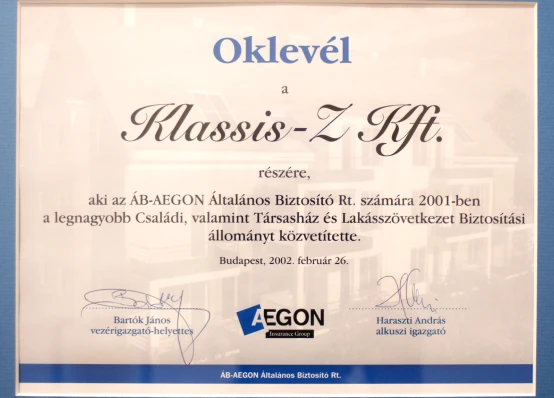 Oklevél
a
Klassis-Z Kft.
részére,
aki az ÁB-AEGON Általános Biztosító Rt. számára 2001-ben
a legnagyobb Családi, valamint Társasház és Lakásszövetkezet Biztosítási
állományt közvetítette.
Budapest, 2002. február 26.
Bartók János
vezérigazgató-helyettes
AEGON
Insurance Group
Haraszti András
alkuszi igazgató
ÁB-AEGON Általános Biztosító Rt.